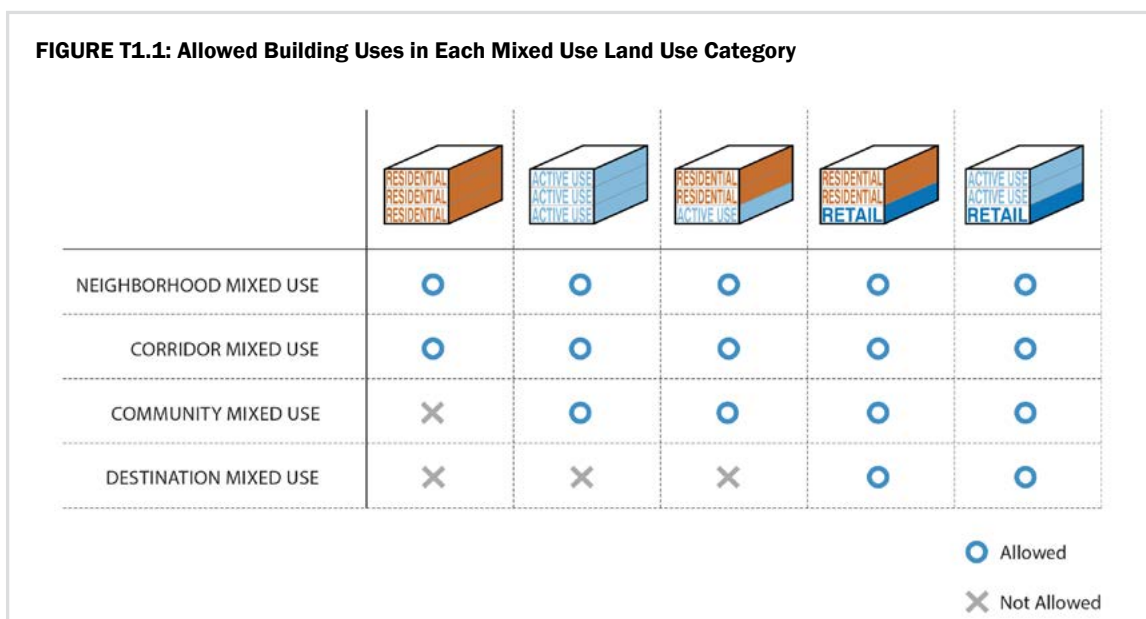 FIGURE T1.1: Allowed Building Uses in Each Mixed Use Land Use Category
RESIDENTIAL
RESIDENTIAL
RESIDENTIAL
ACTIVE USE
ACTIVE USE
ACTIVE USE
RESIDENTIAL
RESIDENTIAL
ACTIVE USE
RESIDENTIAL
RESIDENTIAL
RETAIL
ACTIVE USE
ACTIVE USE
RETAIL
NEIGHBORHOOD MIXED USE
CORRIDOR MIXED USE
COMMUNITY MIXED USE
DESTINATION MIXED USE
Allowed
Not Allowed